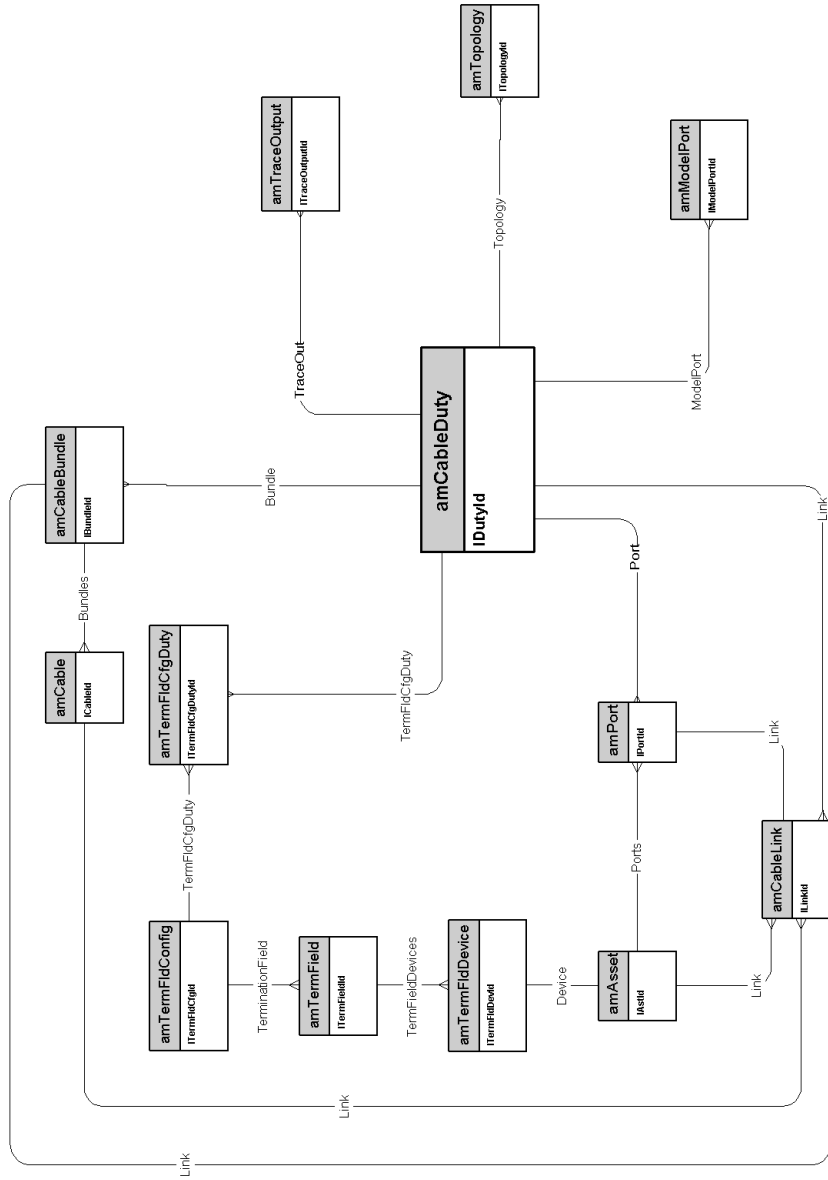 amTopology
lTopologyId
Topology
amTraceOutput
lTraceOutputId
TraceOut
amModelPort
lModelPortId
ModelPort
amCableDuty
lDutyId
amCableBundle
lBundleId
Bundle
Bundles
amCable
lCableId
amTermFldCfgDuty
lTermFldCfgDutyId
TermFldCfgDuty
TermFldCfgDuty
amTermFldConfig
lTermFldCfgId
TerminationField
amTermField
lTermFieldId
TermFieldDevices
amTermFldDevice
lTermFldDevId
Device
amAsset
lAstId
Ports
amPort
lPortId
Port
Link
Link
amCableLink
lLinkId
Link
Link
Link